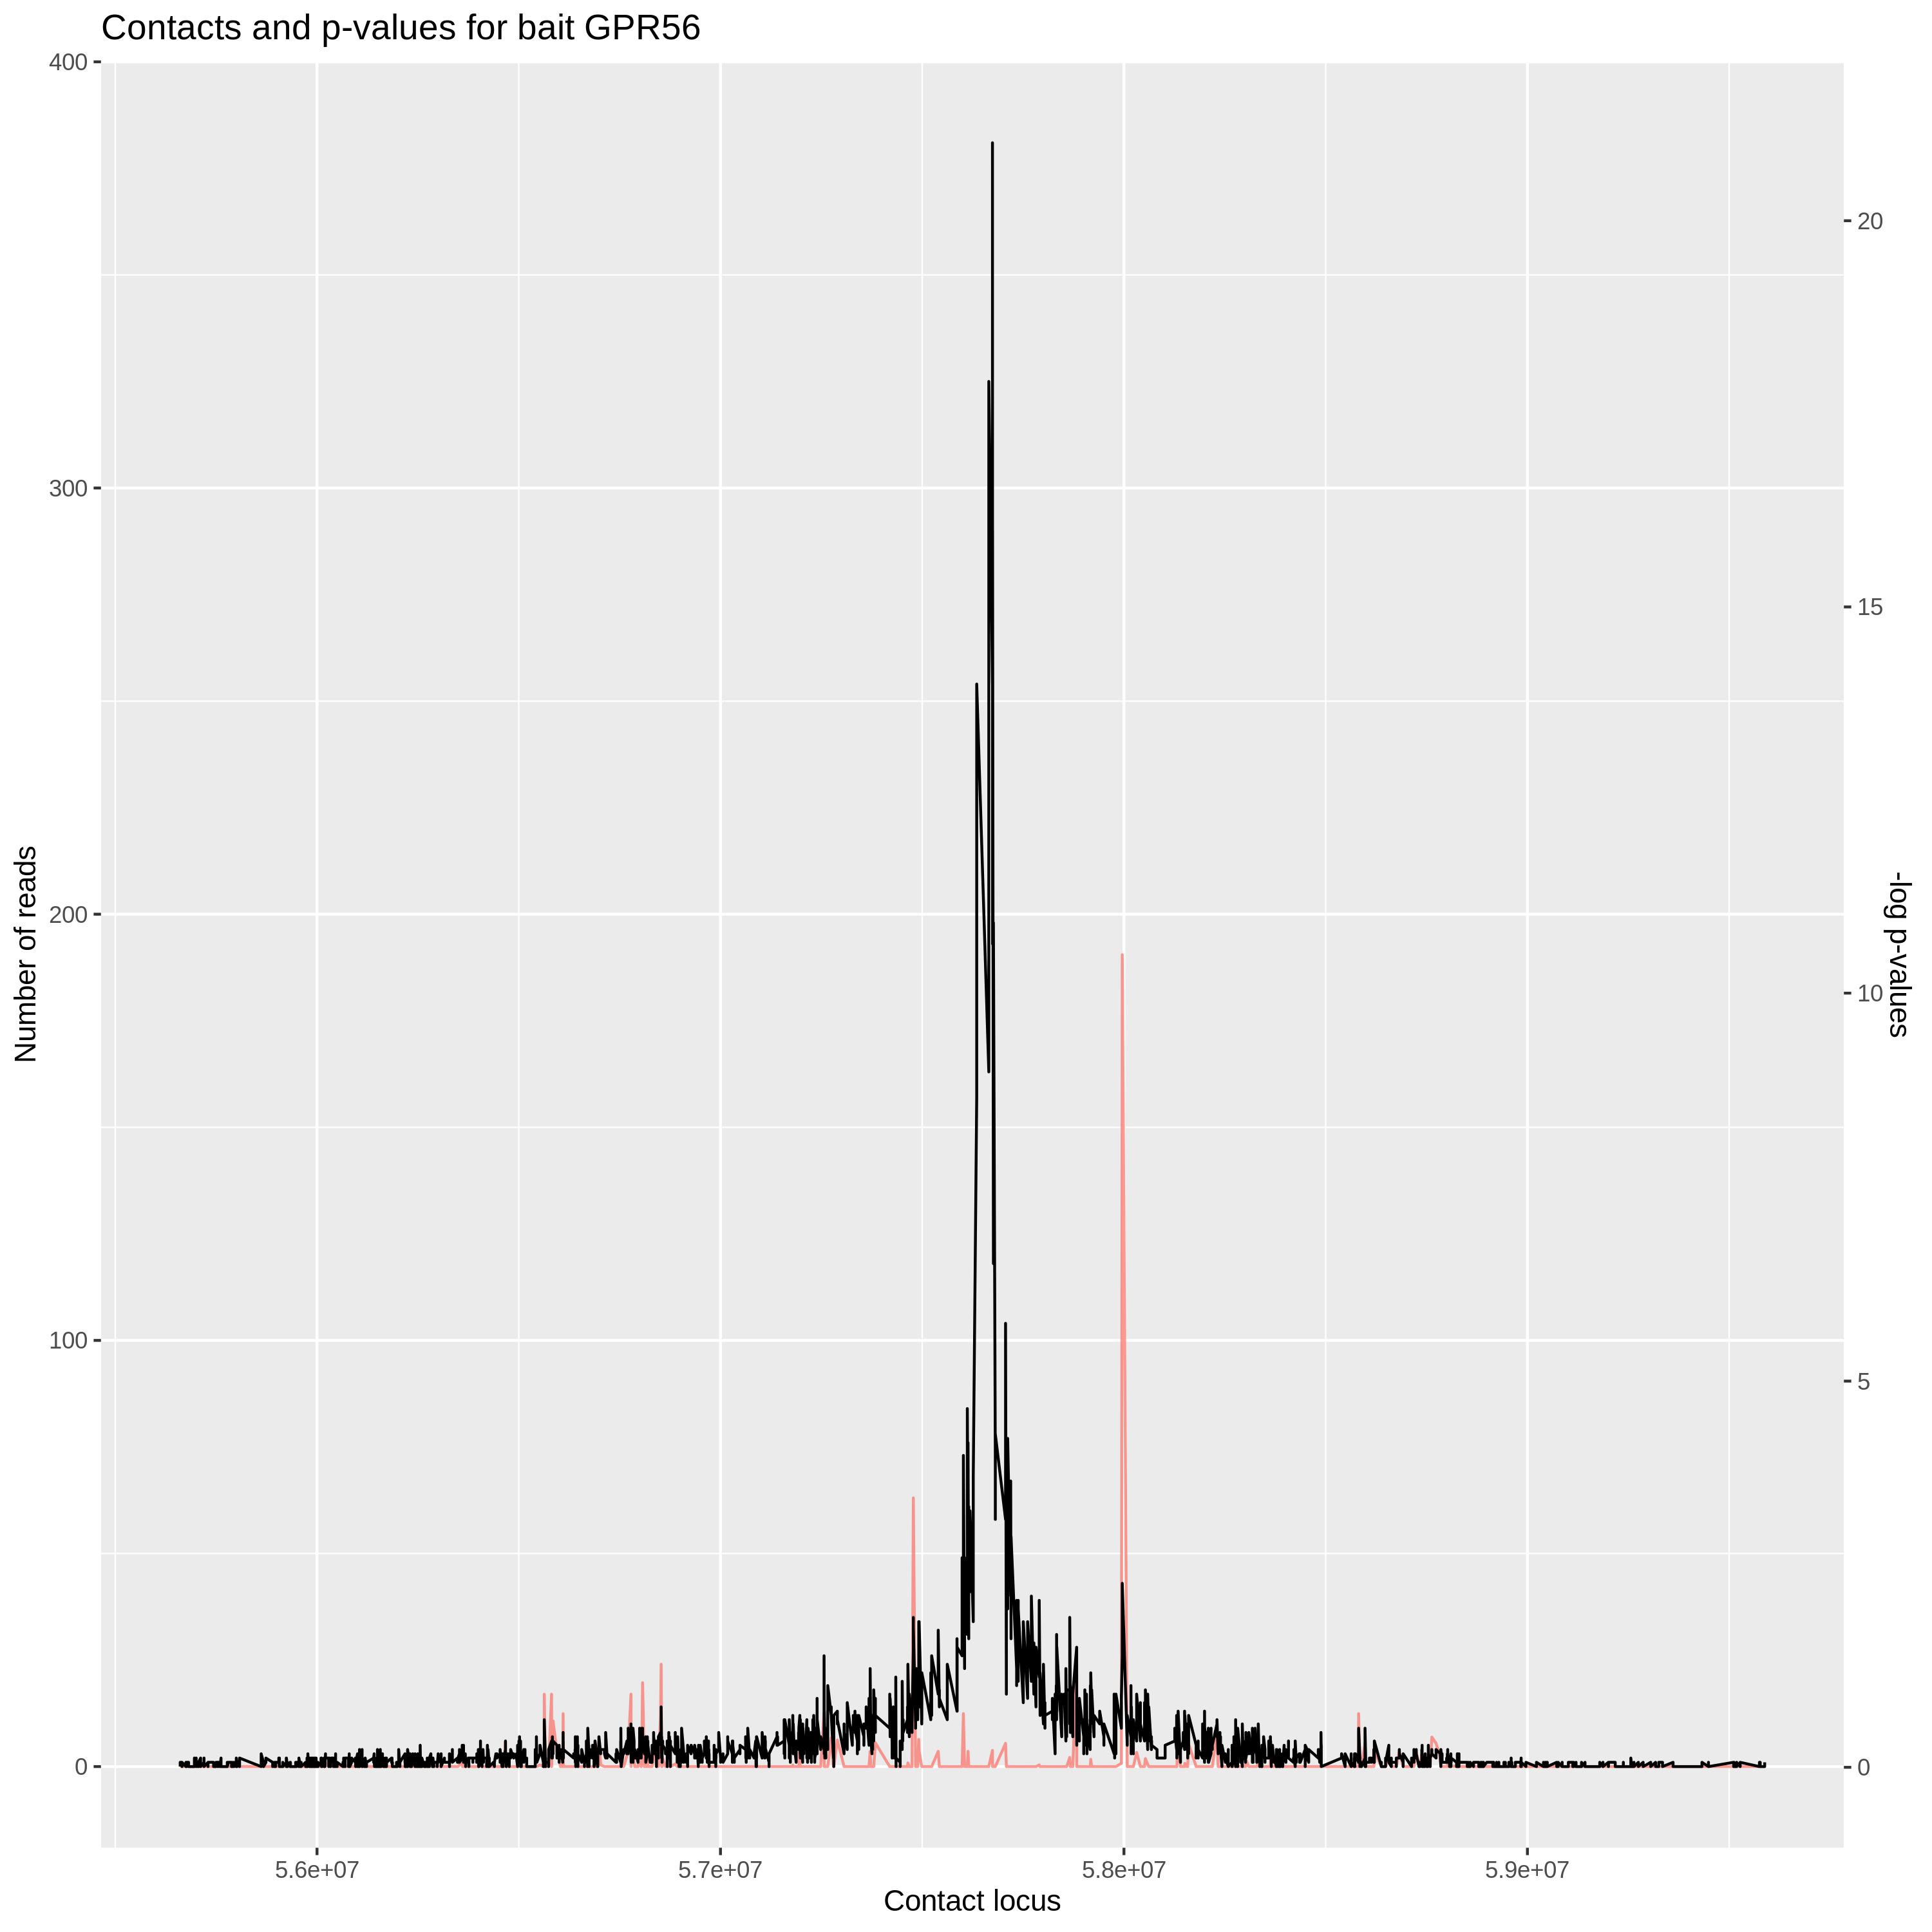 Contacts and p-values for bait GPR56
400
300
200
100
0
Number of reads
20
15
10
5
0
-log p-values
5.6e+07
5.7e+07
5.8e+07
5.9e+07
Contact locus